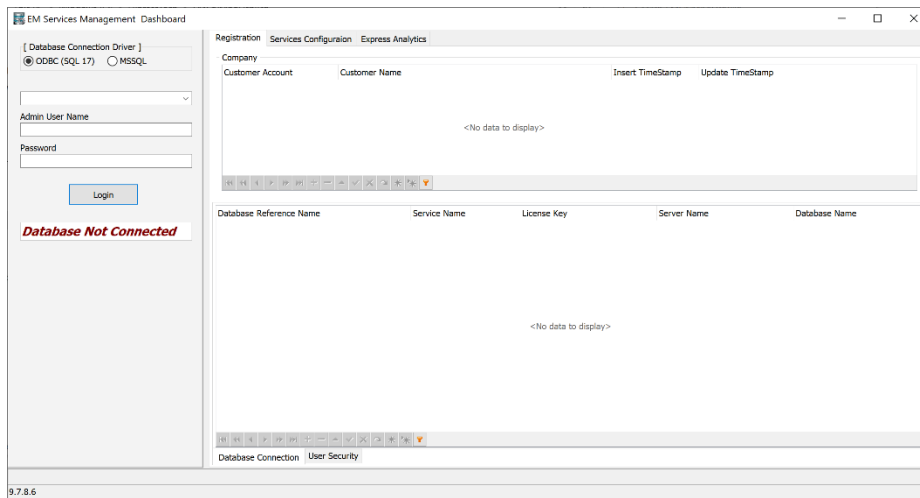 EM Services Management Dashboard
[ Database Connection Driver ]
ODBC (SQL 17) MSSQL
Admin User Name
Password
Login
Database Not Connected
Registration Services Configuraion Express Analytics
Company
Customer Account Customer Name Insert TimeStamp Update TimeStamp
<No data to display>
Database Reference Name Service Name License Key Server Name Database Name
<No data to display>
Database Connection User Security
9.7.8.6